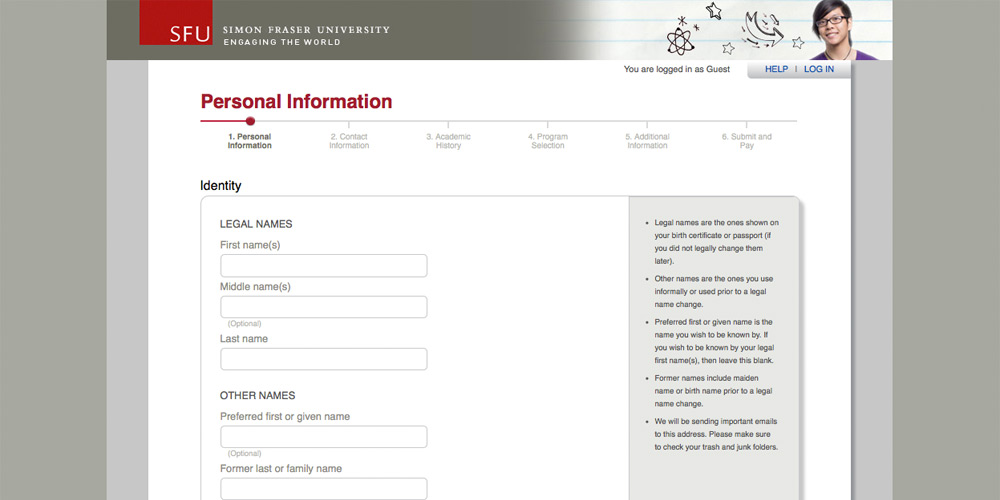 SFU SIMON FRASER UNIVERSITY
ENGAGING THE WORLD
You are logged in as Guest HELP | LOG IN
Personal Information
1. Personal
Information
2. Contact
Information
3. Academic
History
4. Program
Selection
5. Additional
Information
6. Submit and
Pay
Identity
LEGAL NAMES
First name(s)
Middle name(s)
(Optional)
Last name
OTHER NAMES
Preferred first or given name
(Optional)
Former last or family name
• Legal names are the ones shown on
your birth certificate or passport (if
you did not legally change them
later).
• Other names are the ones you use
informally or used prior to a legal
name change.
• Preferred first or given name is the
name you wish to be known by. If
you wish to be known by your legal
first name(s), then leave this blank.
• Former names include maiden
name or birth name prior to a legal
name change.
• We will be sending important emails
to this address. Please make sure
to check your trash and junk folders.